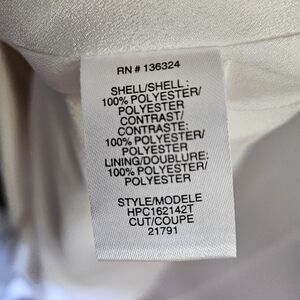 RN # 136324
SHELL/SHELL:
100% POLYESTER/
POLYESTER
CONTRAST/
CONTRASTE:
100% POLYESTER/
POLYESTER
LINING/DOUBLURE:
100% POLYESTER/
POLYESTER
STYLE/MODELE
HPC162142T
CUT/COUPE
21791